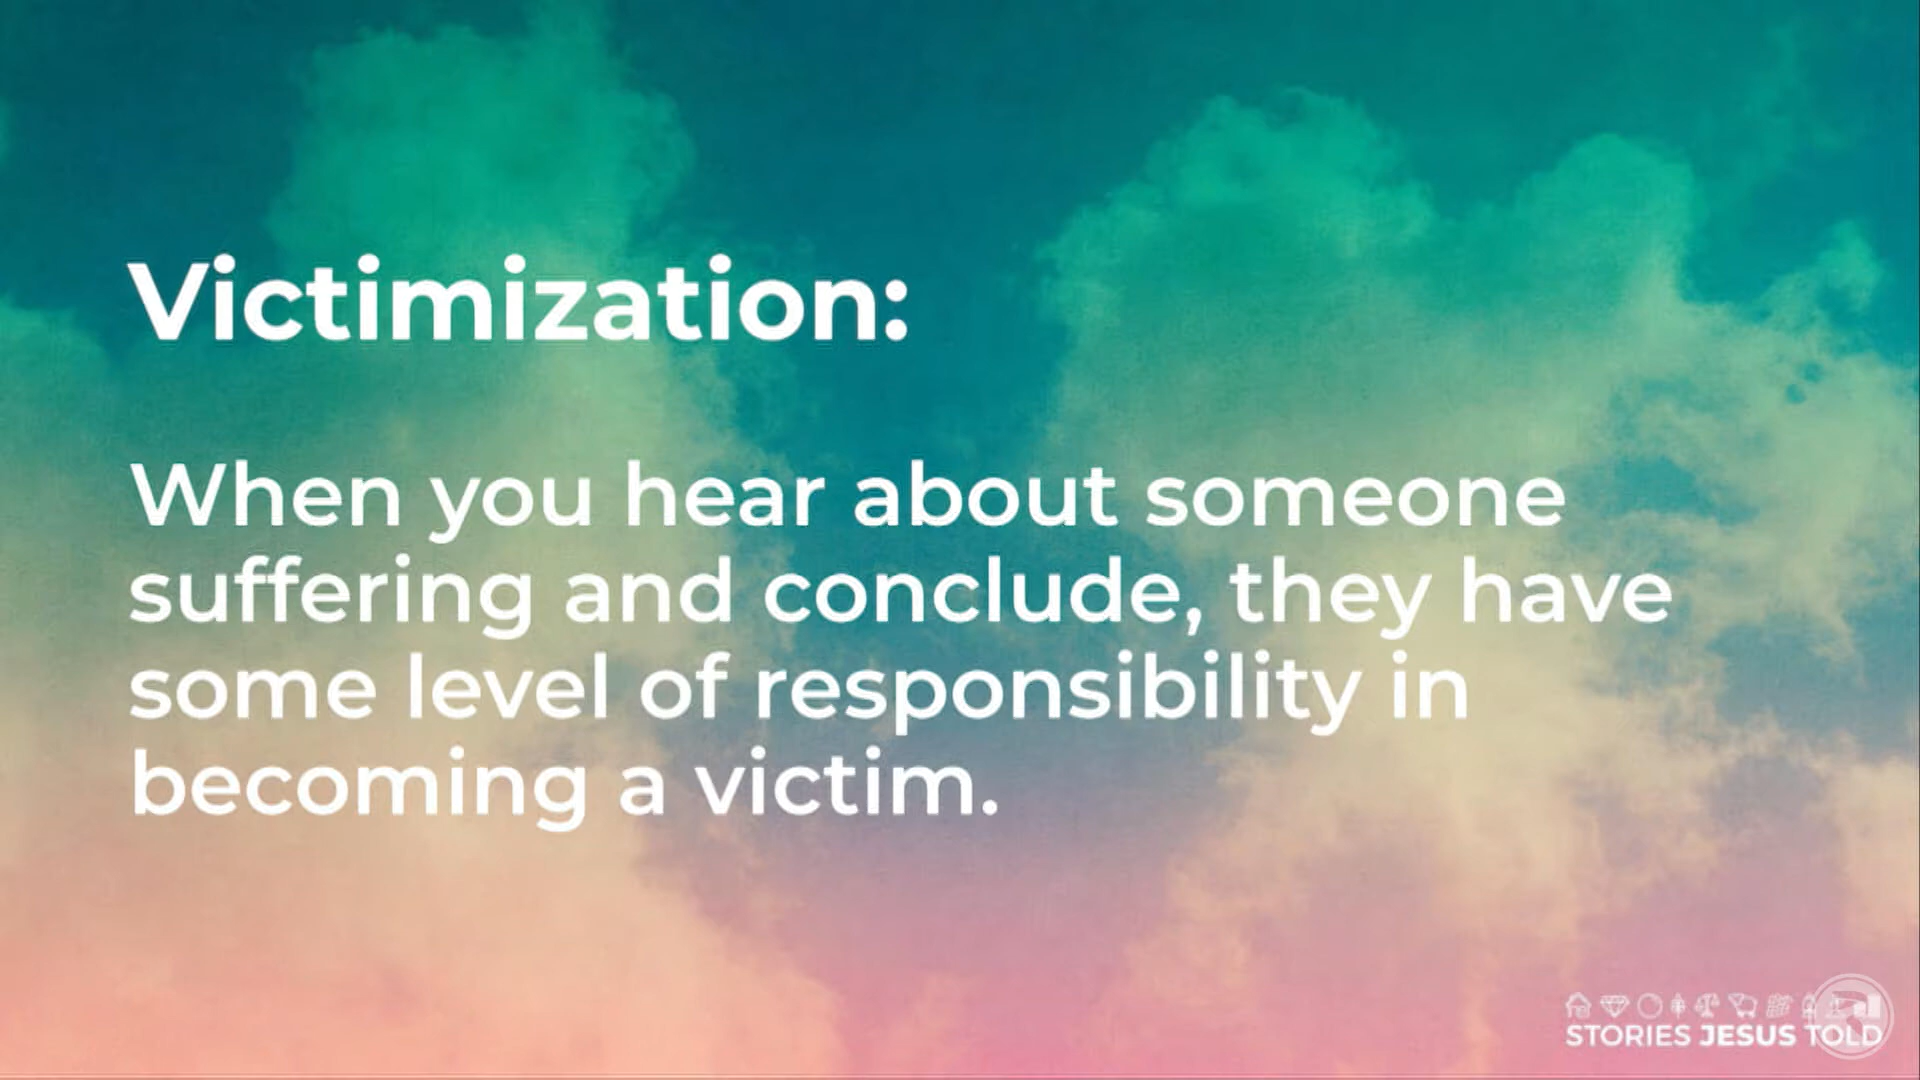 Victimization:
When you hear about someone
suffering and conclude, they have
some level of responsibility in
becoming a victim.
STORIES JESUS TOLD